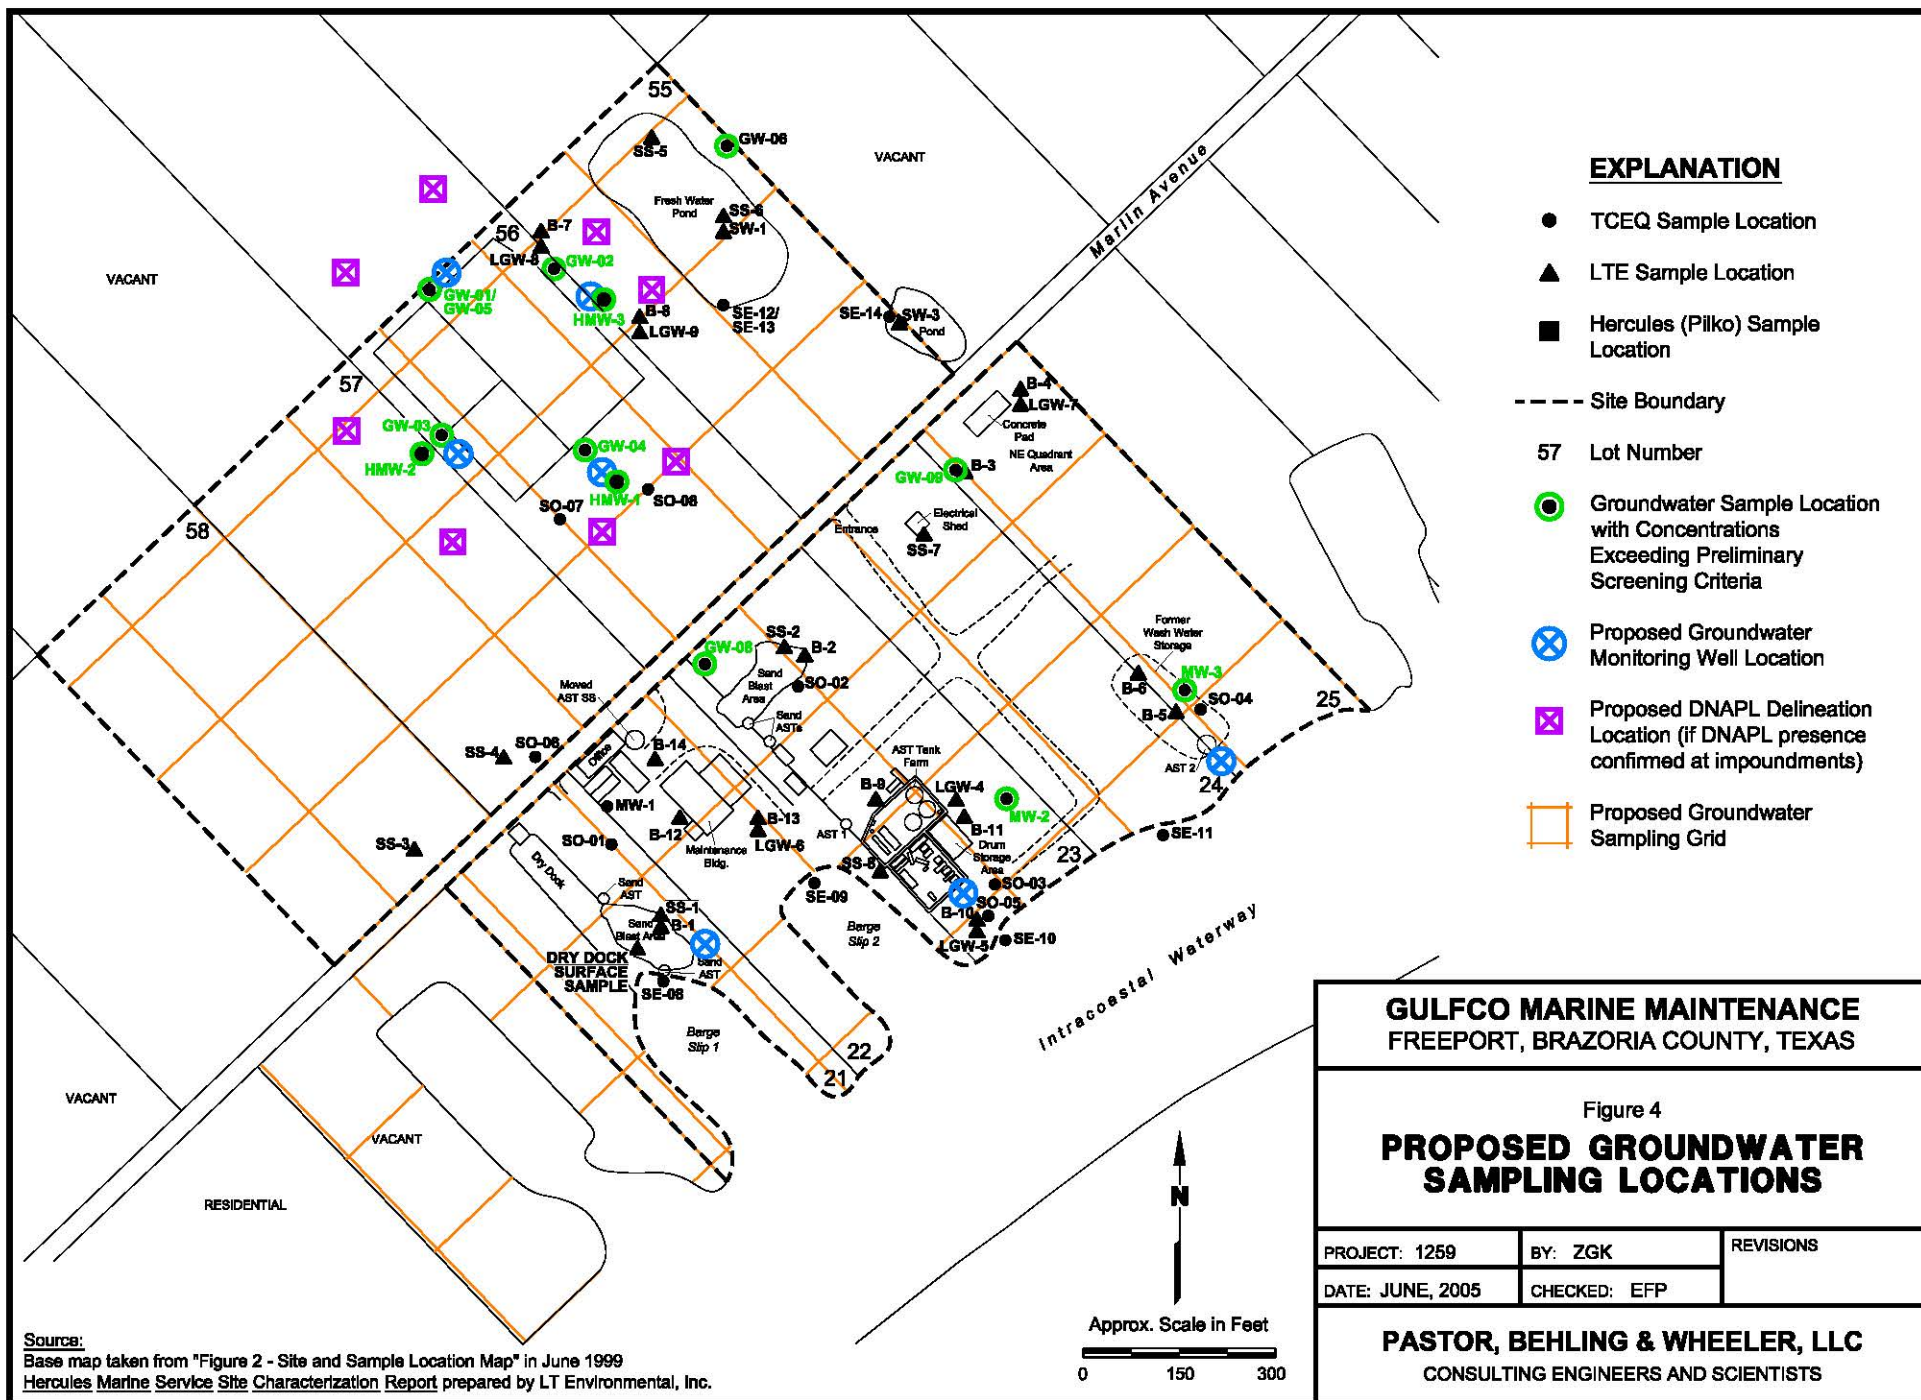 55
GW-06
SS-5
VACANT
Marlin Avenue
Fresh Water
Pond
SS-6
SW-1
B-7
56
LGW-8
GW-02
VACANT
GW-01/
GW-05
HMW-3
B-8
LGW-9
SE-12/
SE-13
SE-14
SW-3
Pond
57
B-4
LGW-7
Concrete
Pad
NE Quadrant
Area
GW-03
HMW-2
GW-04
HMW-1
SO-08
SO-07
GW-09
B-3
58
Entrance
Electrical
Shed
SS-7
Former
Wash Water
Storage
SS-2
B-2
GW-08
SO-02
Sand
Blast
Area
Sand
ASTs
Moved
AST SS
MW-3
B-6
SO-04
B-5
25
AST 2
24
SS-4
SO-06
Office
B-14
AST Tank
Farm
B-9
LGW-4
MW-2
B-11
MW-1
B-12
B-13
LGW-6
AST 1
Maintenance
Bldg.
SO-01
SS-3
Dry Dock
Drum
Storage
Area
SE-11
23
SS-8
SO-03
SE-09
Sand
AST
SS-1
B-1
Sand
Blast Area
B-10
SO-05
LGW-5
SE-10
Barge
Slip 2
DRY DOCK
SURFACE
SAMPLE
Sand
AST
SE-08
Barge
Slip 1
22
21
Intracoastal Waterway
VACANT
VACANT
RESIDENTIAL
N
Approx. Scale in Feet
0 150 300
Source:
Base map taken from "Figure 2 - Site and Sample Location Map" in June 1999
Hercules Marine Service Site Characterization Report prepared by LT Environmental, Inc.
EXPLANATION
TCEQ Sample Location
LTE Sample Location
Hercules (Pilko) Sample
Location
Site Boundary
57 Lot Number
Groundwater Sample Location
with Concentrations
Exceeding Preliminary
Screening Criteria
Proposed Groundwater
Monitoring Well Location
Proposed DNAPL Delineation
Location (if DNAPL presence
confirmed at impoundments)
Proposed Groundwater
Sampling Grid
GULFCO MARINE MAINTENANCE
FREEPORT, BRAZORIA COUNTY, TEXAS
Figure 4
PROPOSED GROUNDWATER
SAMPLING LOCATIONS
PROJECT: 1259
BY: ZGK
REVISIONS
DATE: JUNE, 2005
CHECKED: EFP
PASTOR, BEHLING & WHEELER, LLC
CONSULTING ENGINEERS AND SCIENTISTS